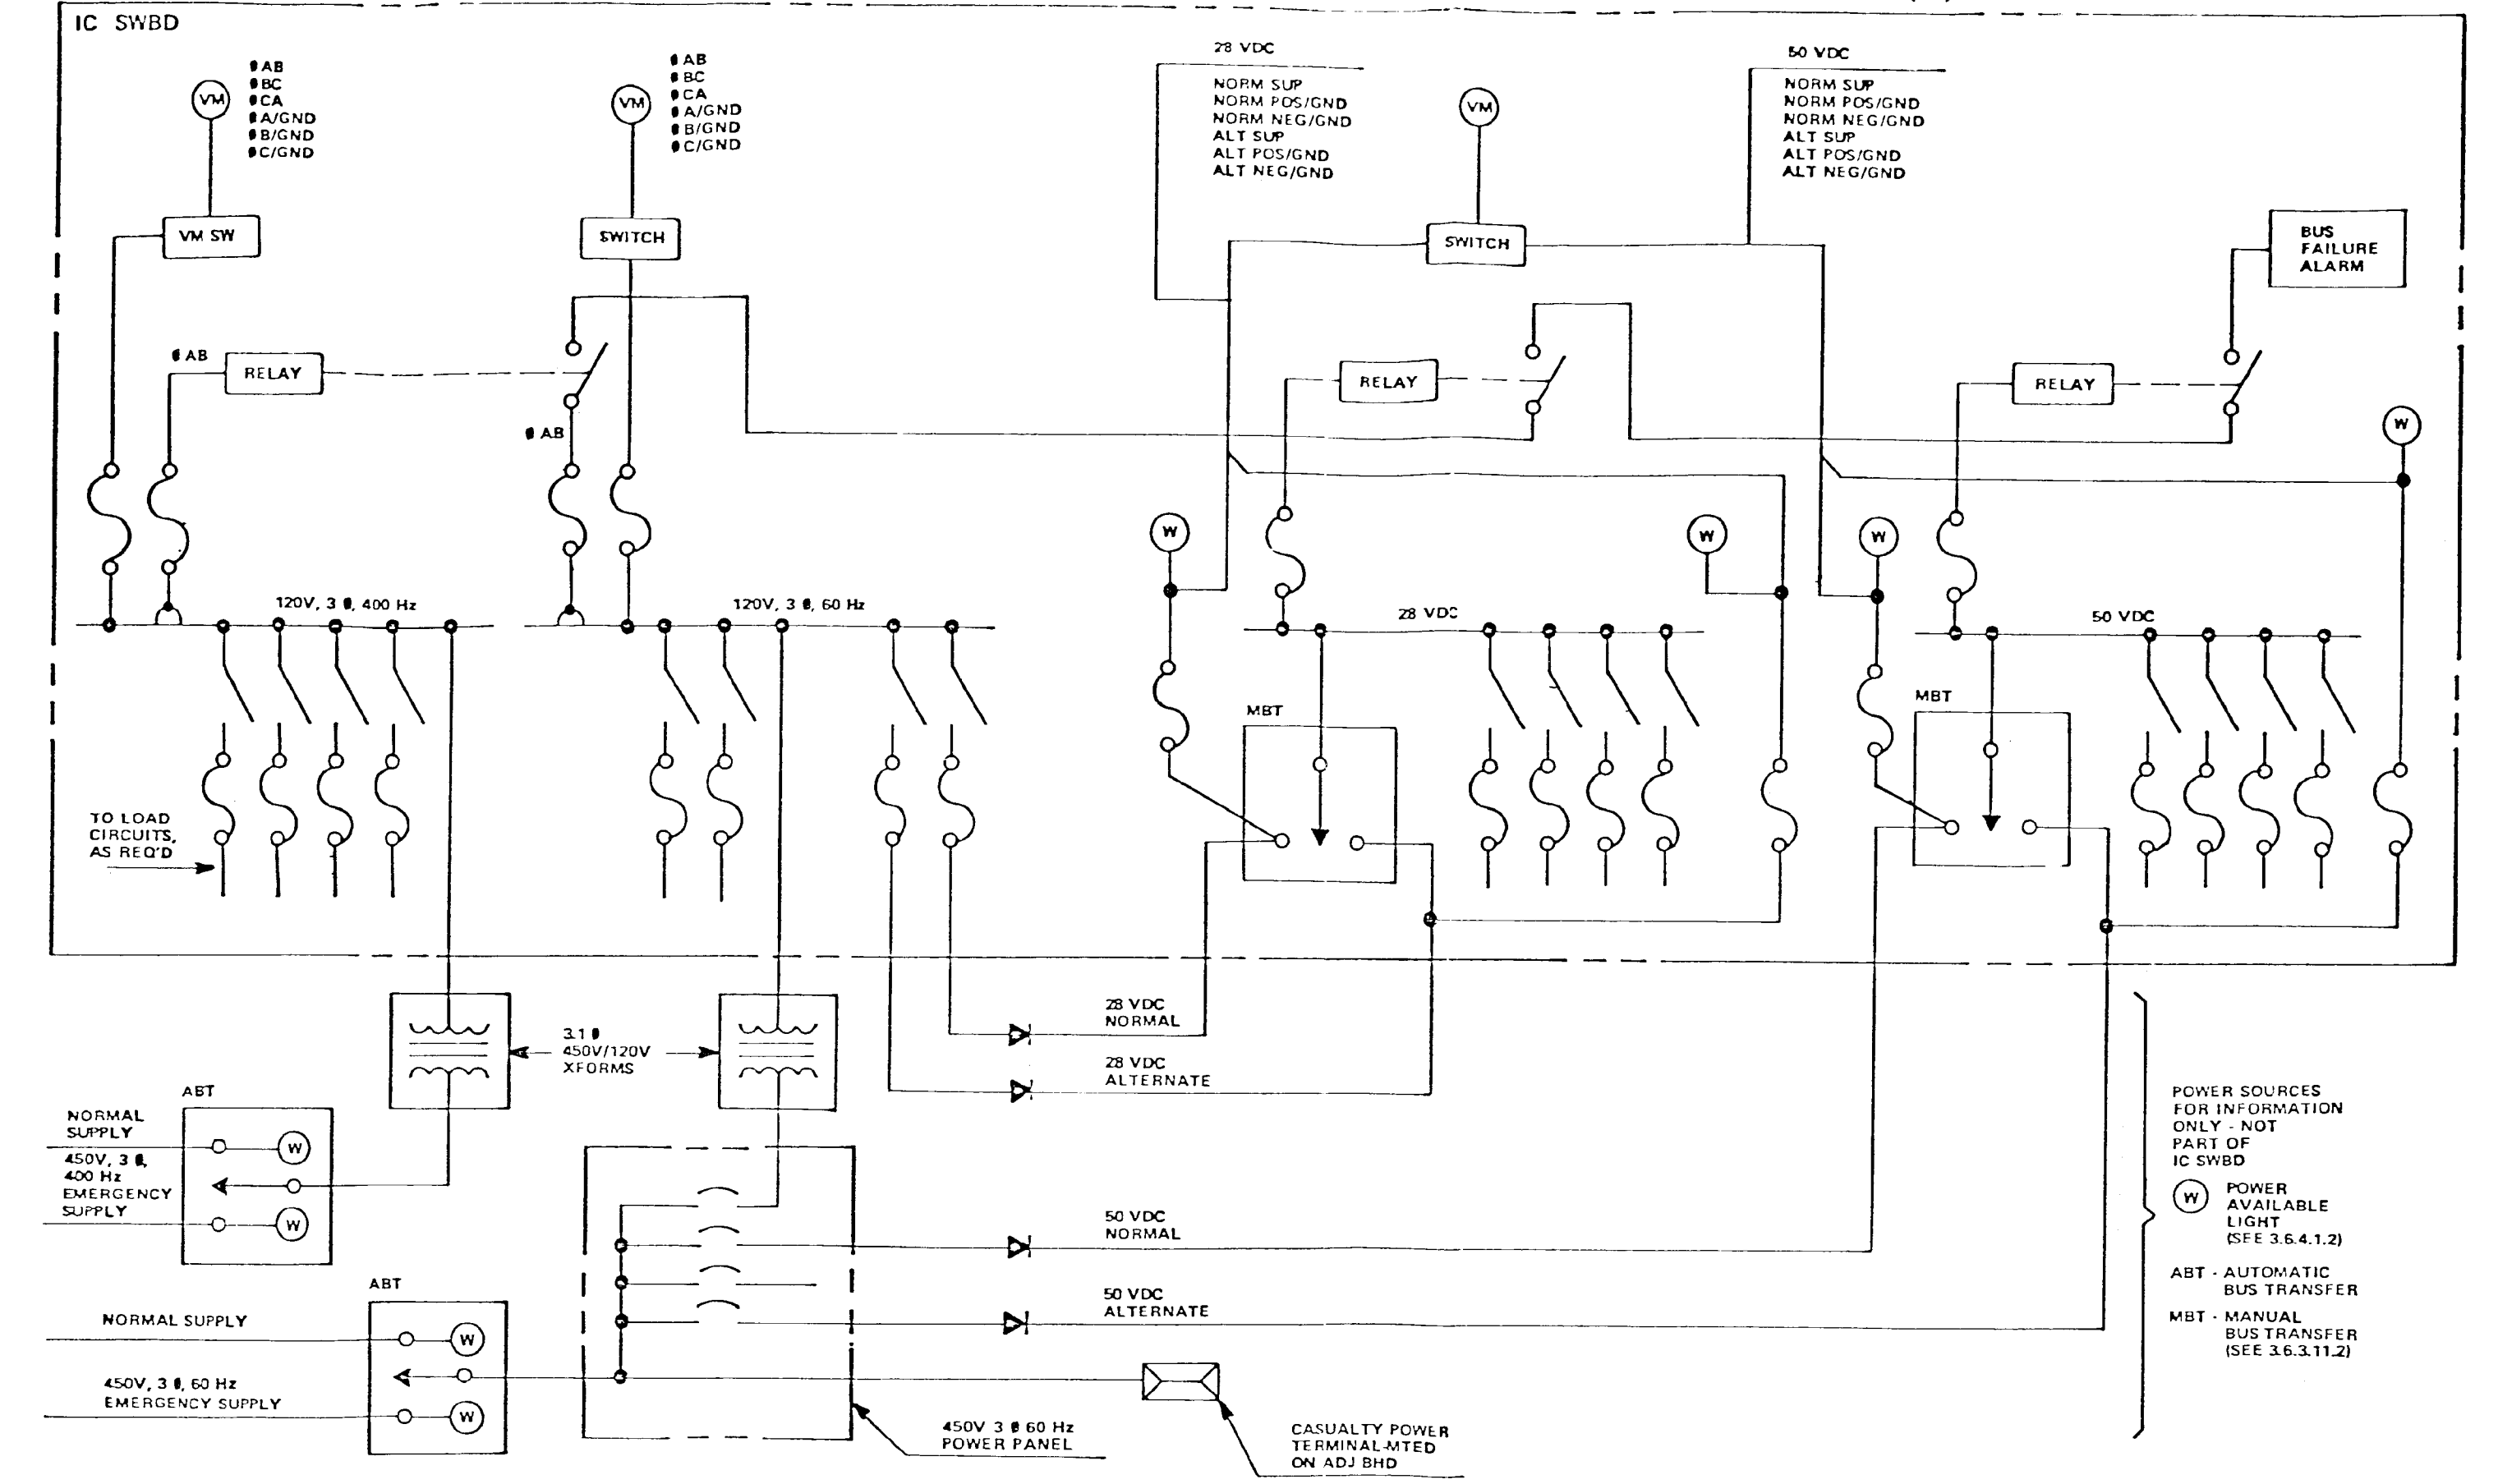 IC SWBD
φAB
φBC
φCA
φA/GND
φB/GND
φC/GND
VM
VM SW
φAB
φBC
φCA
φA/GND
φB/GND
φC/GND
VM
SWITCH
28 VDC
NORM SUP
NORM POS/GND
NORM NEG/GND
ALT SUP
ALT POS/GND
ALT NEG/GND
VM
SWITCH
50 VDC
NORM SUP
NORM POS/GND
NORM NEG/GND
ALT SUP
ALT POS/GND
ALT NEG/GND
BUS
FAILURE
ALARM
φAB
RELAY
φAB
RELAY
RELAY
W
W
W
W
120V, 3 φ, 400 Hz
120V, 3 φ, 60 Hz
28 VDC
50 VDC
MBT
MBT
TO LOAD
CIRCUITS,
AS REQ'D
3.1 φ
450V/120V
XFORMS
28 VDC
NORMAL
28 VDC
ALTERNATE
ABT
NORMAL
SUPPLY
450V, 3 φ,
400 Hz
EMERGENCY
SUPPLY
W
W
50 VDC
NORMAL
50 VDC
ALTERNATE
ABT
NORMAL SUPPLY
450V, 3 φ, 60 Hz
EMERGENCY SUPPLY
W
W
450V 3 φ 60 Hz
POWER PANEL
CASUALTY POWER
TERMINAL-MTED
ON ADJ BHD
POWER SOURCES
FOR INFORMATION
ONLY - NOT
PART OF
IC SWBD
W
POWER
AVAILABLE
LIGHT
(SEE 3.6.4.1.2)
ABT - AUTOMATIC
BUS TRANSFER
MBT - MANUAL
BUS TRANSFER
(SEE 3.6.3.11.2)